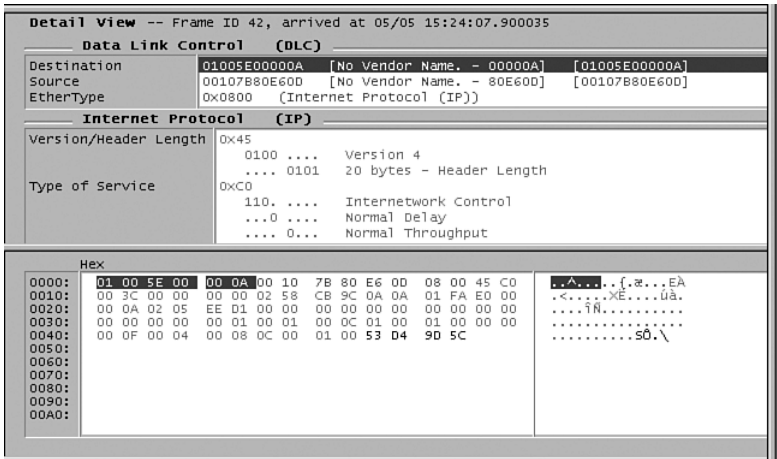 Detail View -- Frame ID 42, arrived at 05/05 15:24:07.900035
Data Link Control (DLC)
Destination 01005E00000A [No Vendor Name. - 00000A] [01005E00000A]
Source 00107B80E60D [No Vendor Name. - 80E60D] [00107B80E60D]
EtherType 0x0800 (Internet Protocol (IP))
Internet Protocol (IP)
Version/Header Length 0x45
0100 .... Version 4
.... 0101 20 bytes - Header Length
Type of Service 0xC0
110. .... Internetwork Control
...0 .... Normal Delay
.... 0... Normal Throughput
Hex
0000: 01 00 5E 00 00 0A 00 10 7B 80 E6 0D 08 00 45 C0 ..^.....{.æ...EÀ
0010: 00 3C 00 00 00 00 02 58 CB 9C 0A 0A 01 FA E0 00 .<.....XË....úà.
0020: 00 0A 02 05 EE D1 00 00 00 00 00 00 00 00 00 00 ....îÑ..........
0030: 00 00 00 00 00 01 00 01 00 0C 01 00 01 00 00 00 ................
0040: 00 0F 00 04 00 08 0C 00 01 00 53 D4 9D 5C ..........SÔ.\
0050:
0060:
0070:
0080:
0090:
00A0: